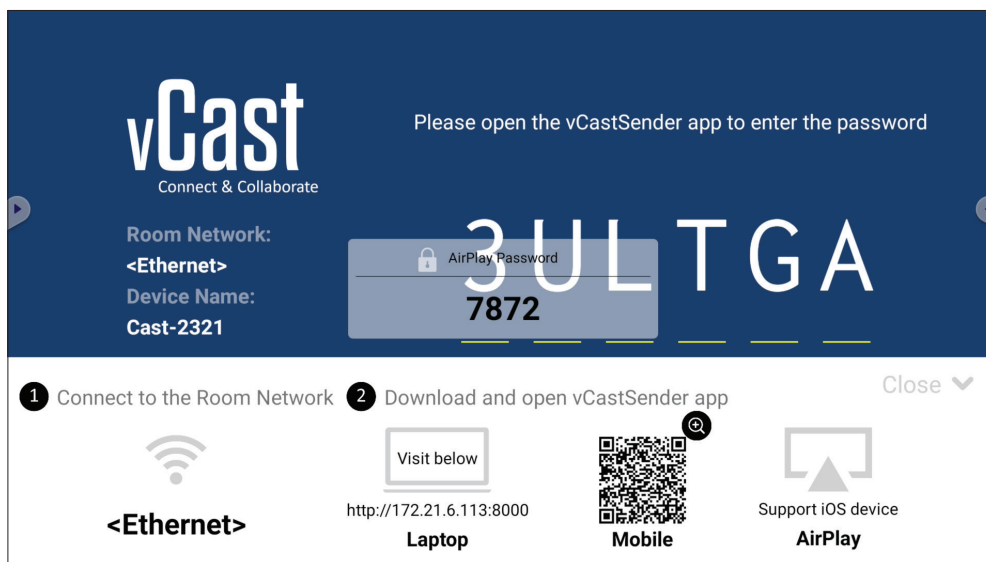 vCast
Connect & Collaborate
Please open the vCastSender app to enter the password
Room Network:
<Ethernet>
Device Name:
Cast-2321
3ULTGA
AirPlay Password
7872
1 Connect to the Room Network
2 Download and open vCastSender app
Close
<Ethernet>
Visit below
http://172.21.6.113:8000
Laptop
Mobile
Support iOS device
AirPlay